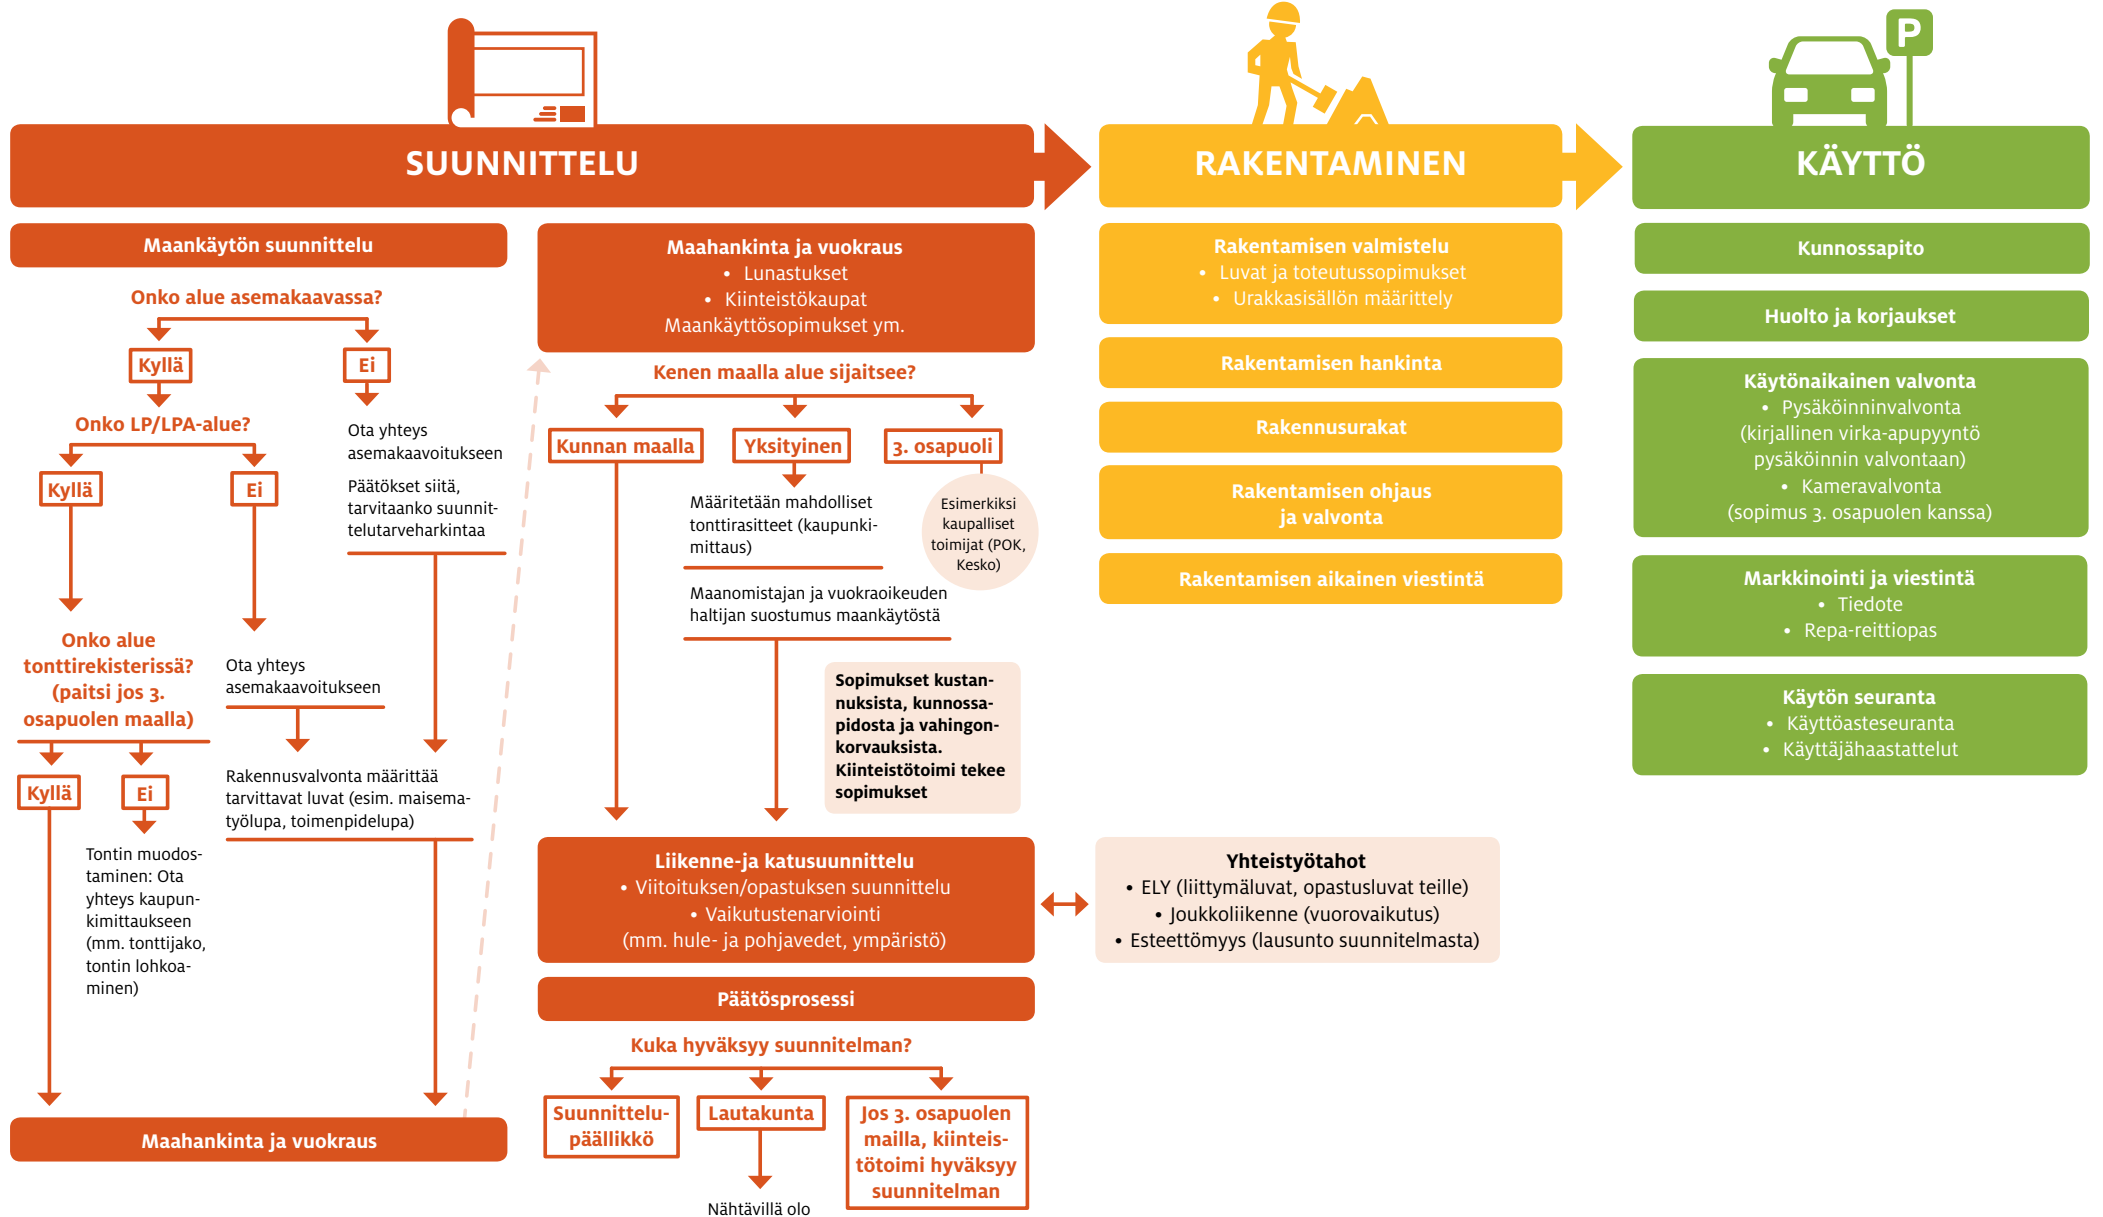 P
SUUNNITTELU
RAKENTAMINEN
KÄYTTÖ
Maankäytön suunnittelu
Onko alue asemakaavassa?
Kyllä
Ei
Onko LP/LPA-alue?
Kyllä
Ei
Ota yhteys
asemakaavoitukseen
Päätökset siitä,
tarvitaanko suunnit-
telutarveharkintaa
Onko alue
tonttirekisterissä?
(paitsi jos 3.
osapuolen maalla)
Ota yhteys
asemakaavoitukseen
Kyllä
Ei
Rakennusvalvonta määrittää
tarvittavat luvat (esim. maisema-
työlupa, toimenpidelupa)
Tontin muodos-
taminen: Ota
yhteys kaupun-
kimittaukseen
(mm. tonttijako,
tontin lohkoa-
minen)
Maahankinta ja vuokraus
Maahankinta ja vuokraus
• Lunastukset
• Kiinteistökaupat
Maankäyttösopimukset ym.
Kenen maalla alue sijaitsee?
Kunnan maalla
Yksityinen
3. osapuoli
Määritetään mahdolliset
tonttirasitteet (kaupunki-
mittaus)
Esimerkiksi
kaupalliset
toimijat (POK,
Kesko)
Maanomistajan ja vuokraoikeuden
haltijan suostumus maankäytöstä
Sopimukset kustan-
nuksista, kunnossa-
pidosta ja vahingon-
korvauksista.
Kiinteistötoimi tekee
sopimukset
Liikenne-ja katusuunnittelu
• Viitoituksen/opastuksen suunnittelu
• Vaikutustenarviointi
(mm. hule- ja pohjavedet, ympäristö)
Yhteistyötahot
• ELY (liittymäluvat, opastusluvat teille)
• Joukkoliikenne (vuorovaikutus)
• Esteettömyys (lausunto suunnitelmasta)
Päätösprosessi
Kuka hyväksyy suunnitelman?
Suunnittelu-
päällikkö
Lautakunta
Jos 3. osapuolen
mailla, kiinteis-
tötoimi hyväksyy
suunnitelman
Nähtävillä olo
Rakentamisen valmistelu
• Luvat ja toteutussopimukset
• Urakkasisällön määrittely
Rakentamisen hankinta
Rakennusurakat
Rakentamisen ohjaus
ja valvonta
Rakentamisen aikainen viestintä
Kunnossapito
Huolto ja korjaukset
Käytönaikainen valvonta
• Pysäköinninvalvonta
(kirjallinen virka-apupyyntö
pysäköinnin valvontaan)
• Kameravalvonta
(sopimus 3. osapuolen kanssa)
Markkinointi ja viestintä
• Tiedote
• Repa-reittiopas
Käytön seuranta
• Käyttöasteseuranta
• Käyttäjähaastattelut